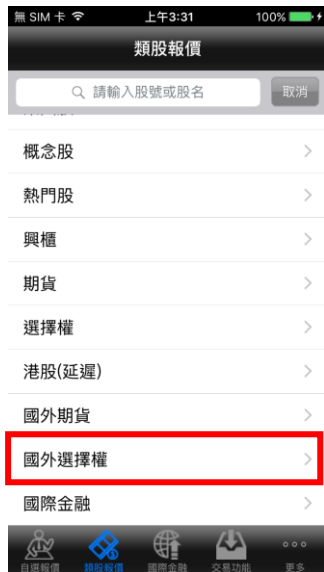 無 SIM 卡 上午3:31 100%
類股報價
請輸入股號或股名 取消
概念股
熱門股
興櫃
期貨
選擇權
港股(延遲)
國外期貨
國外選擇權
國際金融
自選報價 類股報價 國際金融 交易功能 更多